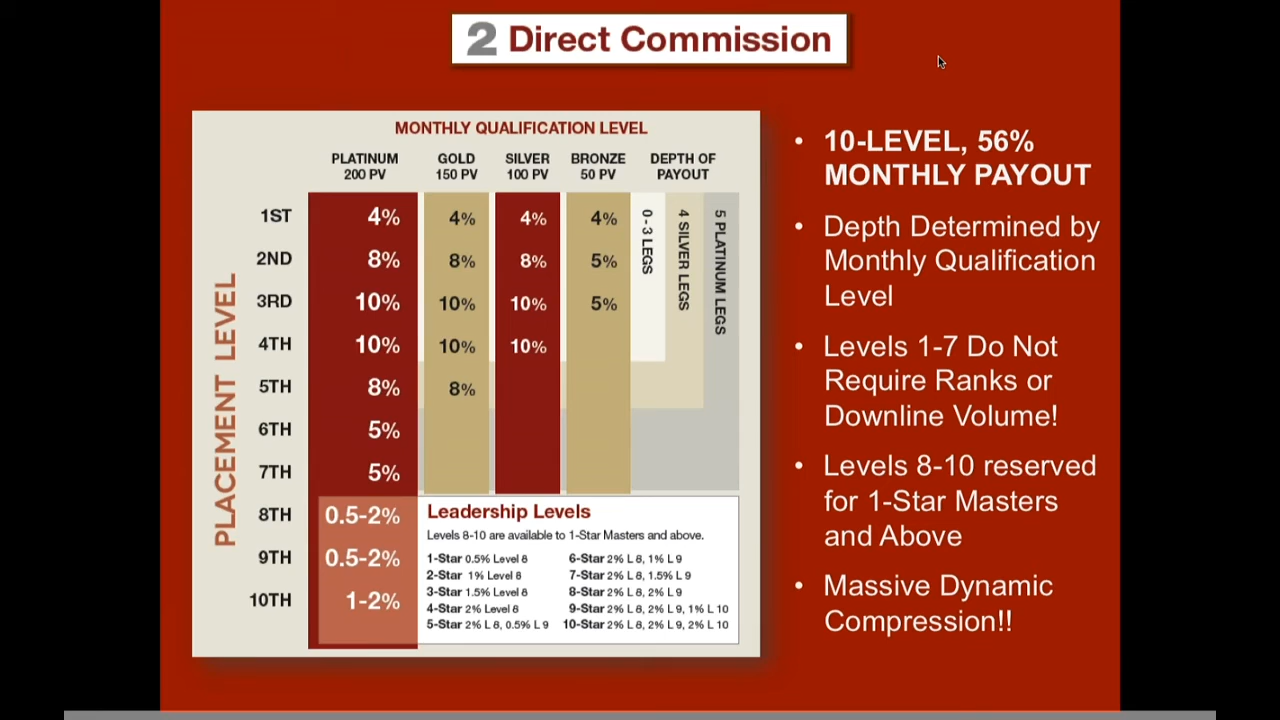 2 Direct Commission
MONTHLY QUALIFICATION LEVEL
PLATINUM GOLD SILVER BRONZE DEPTH OF
200 PV 150 PV 100 PV 50 PV PAYOUT
PLACEMENT LEVEL
1ST 4% 4% 4% 4%
2ND 8% 8% 8% 5%
3RD 10% 10% 10% 5%
4TH 10% 10% 10%
5TH 8% 8%
6TH 5%
7TH 5%
8TH 0.5-2%
9TH 0.5-2%
10TH 1-2%
0-3 LEGS
4 SILVER LEGS
5 PLATINUM LEGS
Leadership Levels
Levels 8-10 are available to 1-Star Masters and above.
1-Star 0.5% Level 8
2-Star 1% Level 8
3-Star 1.5% Level 8
4-Star 2% Level 8
5-Star 2% L 8, 0.5% L 9
6-Star 2% L 8, 1% L 9
7-Star 2% L 8, 1.5% L 9
8-Star 2% L 8, 2% L 9
9-Star 2% L 8, 2% L 9, 1% L 10
10-Star 2% L 8, 2% L 9, 2% L 10
• 10-LEVEL, 56%
MONTHLY PAYOUT
• Depth Determined by
Monthly Qualification
Level
• Levels 1-7 Do Not
Require Ranks or
Downline Volume!
• Levels 8-10 reserved
for 1-Star Masters
and Above
• Massive Dynamic
Compression!!